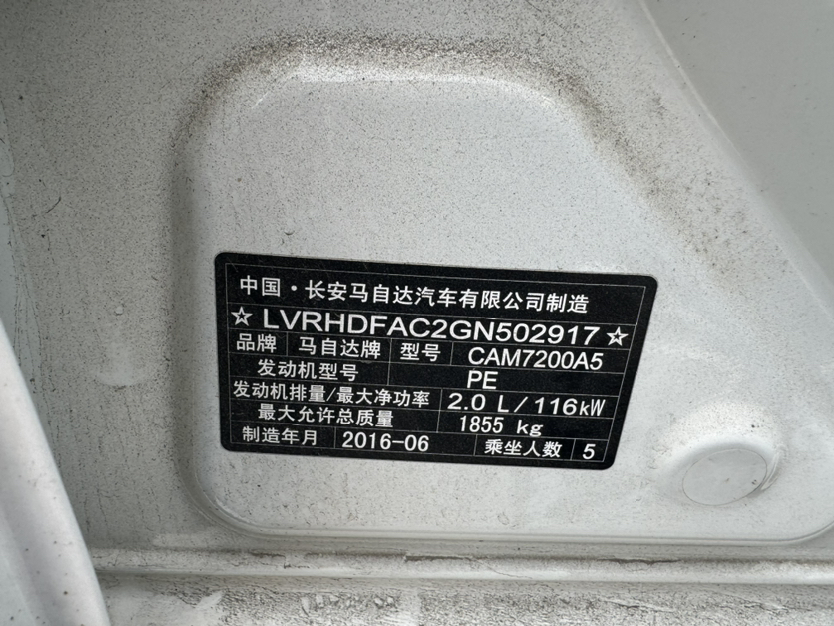 中国·长安马自达汽车有限公司制造
☆LVRHDFAC2GN502917☆
品牌 马自达牌 型号 CAM7200A5
发动机型号 PE
发动机排量/最大净功率 2.0 L/116kW
最大允许总质量 1855 kg
制造年月 2016-06 乘坐人数 5